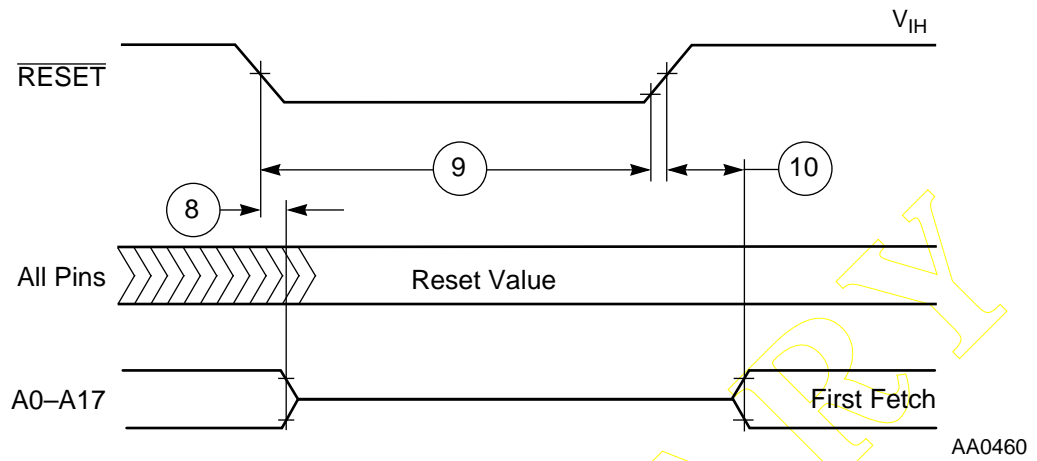 V_IH
RESET
9
10
8
All Pins
Reset Value
A0–A17
First Fetch
AA0460
R Y